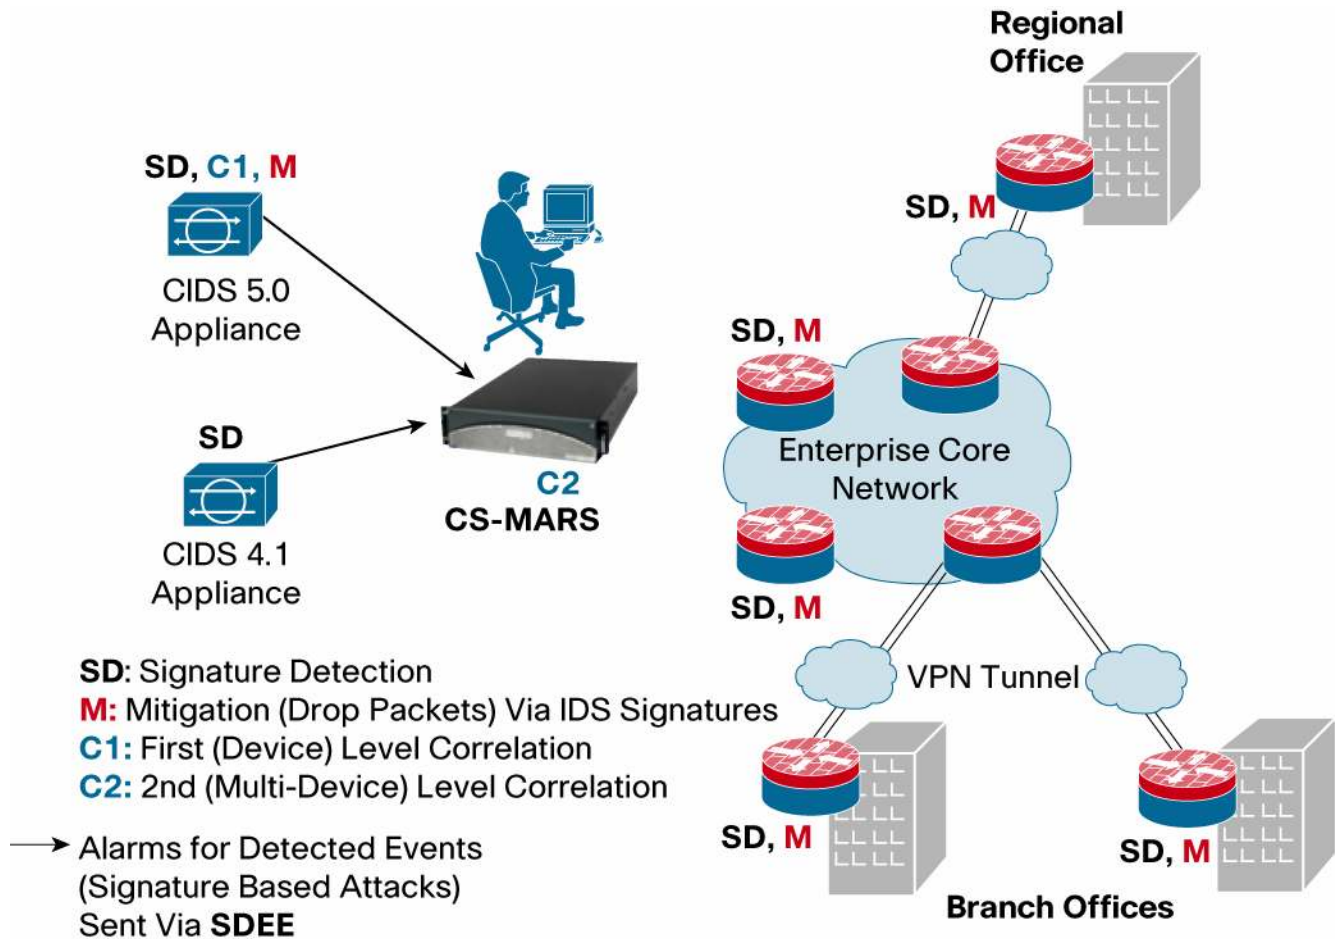 Regional
Office
SD, C1, M
SD, M
CIDS 5.0
Appliance
SD, M
SD
Enterprise Core
Network
C2
CS-MARS
CIDS 4.1
Appliance
SD, M
SD: Signature Detection
VPN Tunnel
M: Mitigation (Drop Packets) Via IDS Signatures
C1: First (Device) Level Correlation
C2: 2nd (Multi-Device) Level Correlation
SD, M
SD, M
Alarms for Detected Events
(Signature Based Attacks)
Sent Via SDEE
Branch Offices